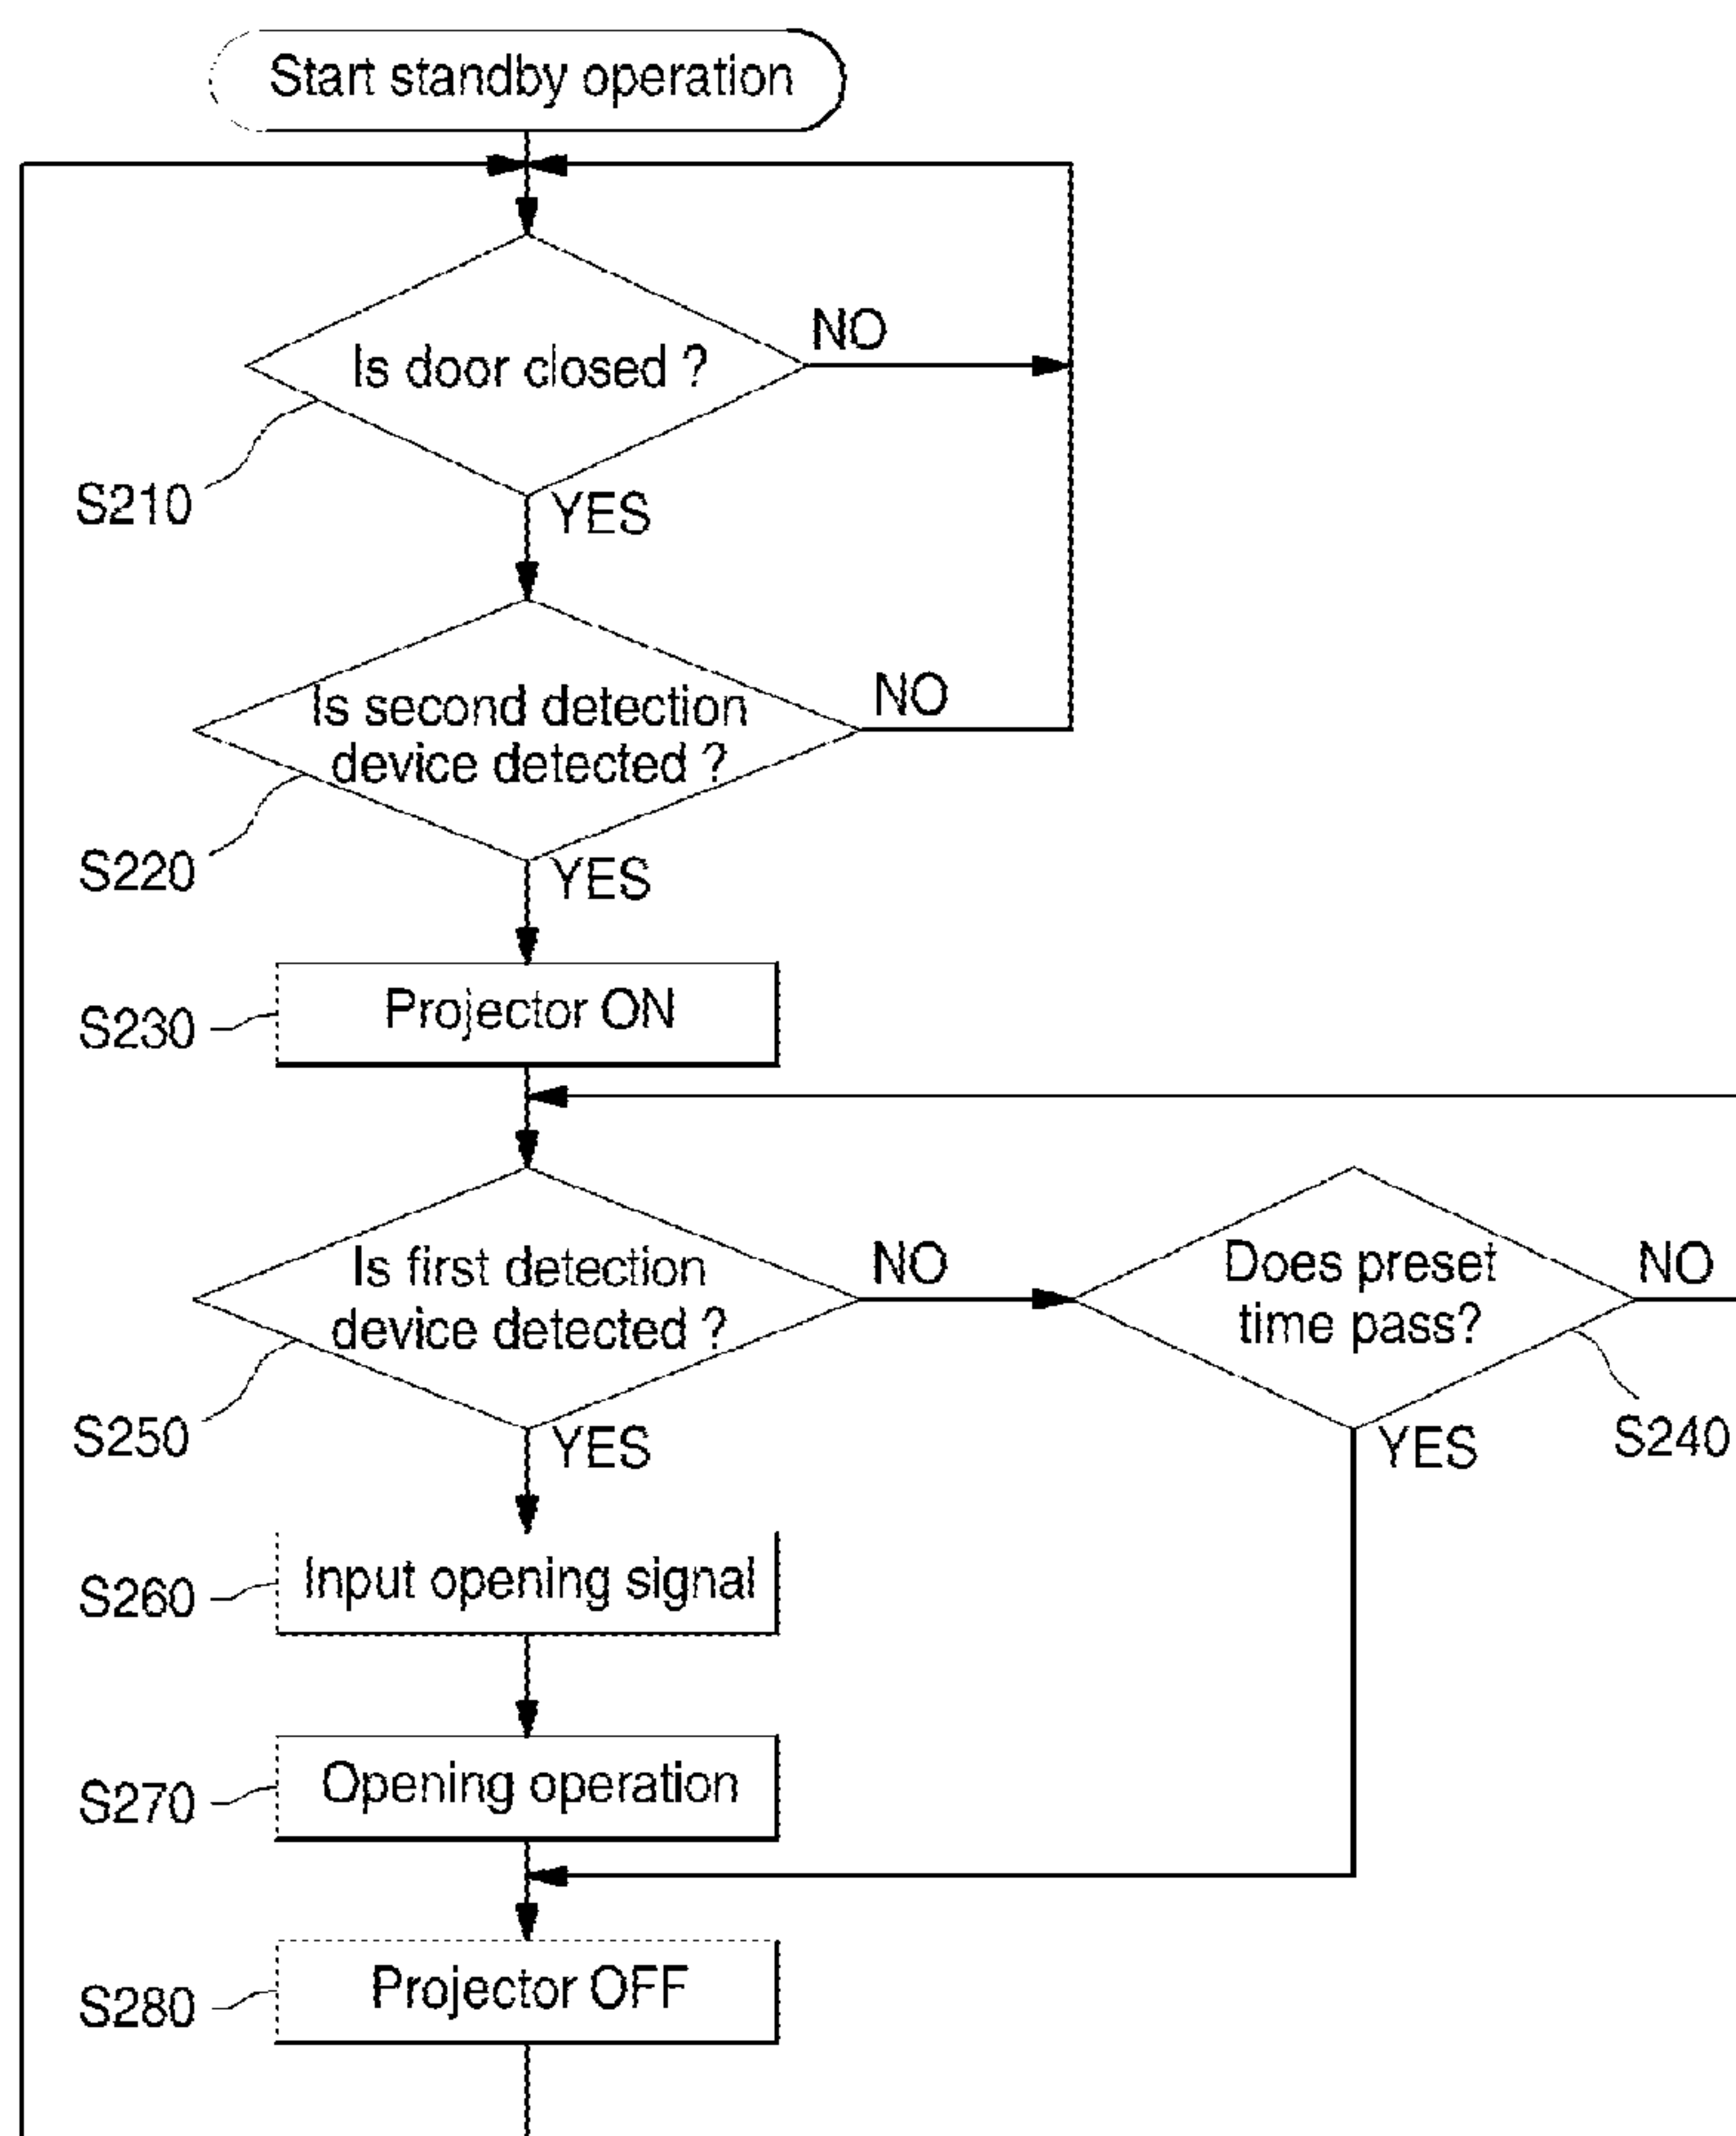 Start standby operation
NO
Is door closed ?
S210
YES
NO
Is second detection
device detected ?
S220
YES
Projector ON
S230
NO
Does preset
NO
Is first detection
time pass?
device detected ?
S250
YES
YES
S240
Input opening signal
S260
Opening operation
S270
Projector OFF
S280